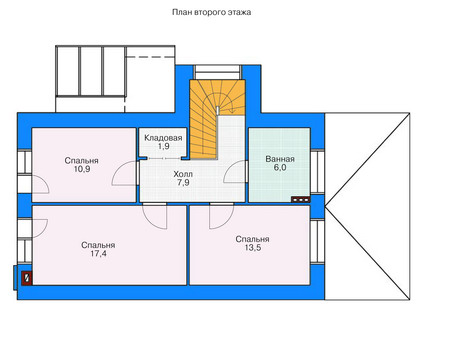 План второго этажа
Кладовая
1,9
Спальня
10,9
Ванная
6,0
Холл
7,9
Спальня
17,4
Спальня
13,5